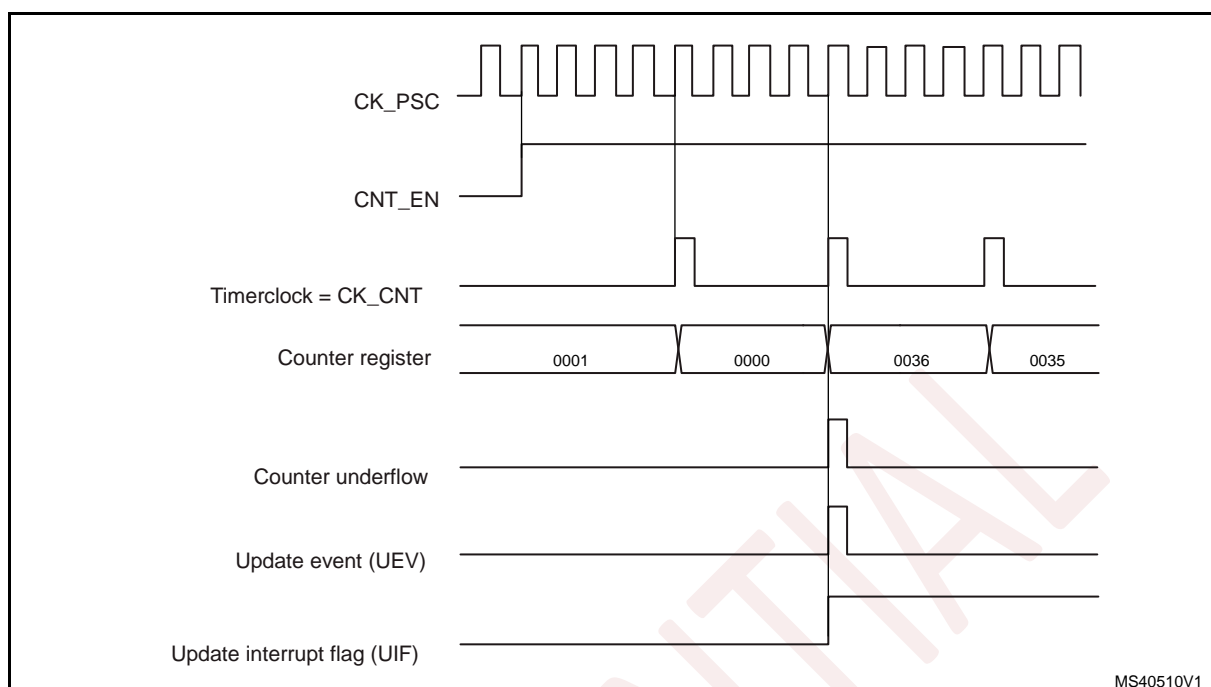 CK_PSC
CNT_EN
Timerclock = CK_CNT
Counter register 0001 0000 0036 0035
Counter underflow
Update event (UEV)
Update interrupt flag (UIF)
NTIAL
MS40510V1